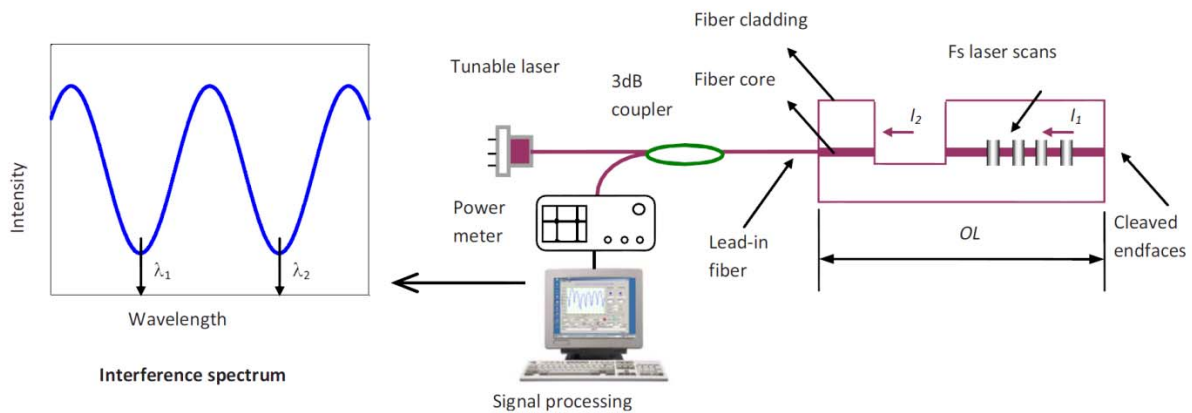 Fiber cladding
Tunable laser
Fs laser scans
3dB
coupler
Fiber core
I2
I1
Intensity
Power
meter
Lead-in
fiber
OL
Cleaved
endfaces
λ1
λ2
Wavelength
Interference spectrum
Signal processing